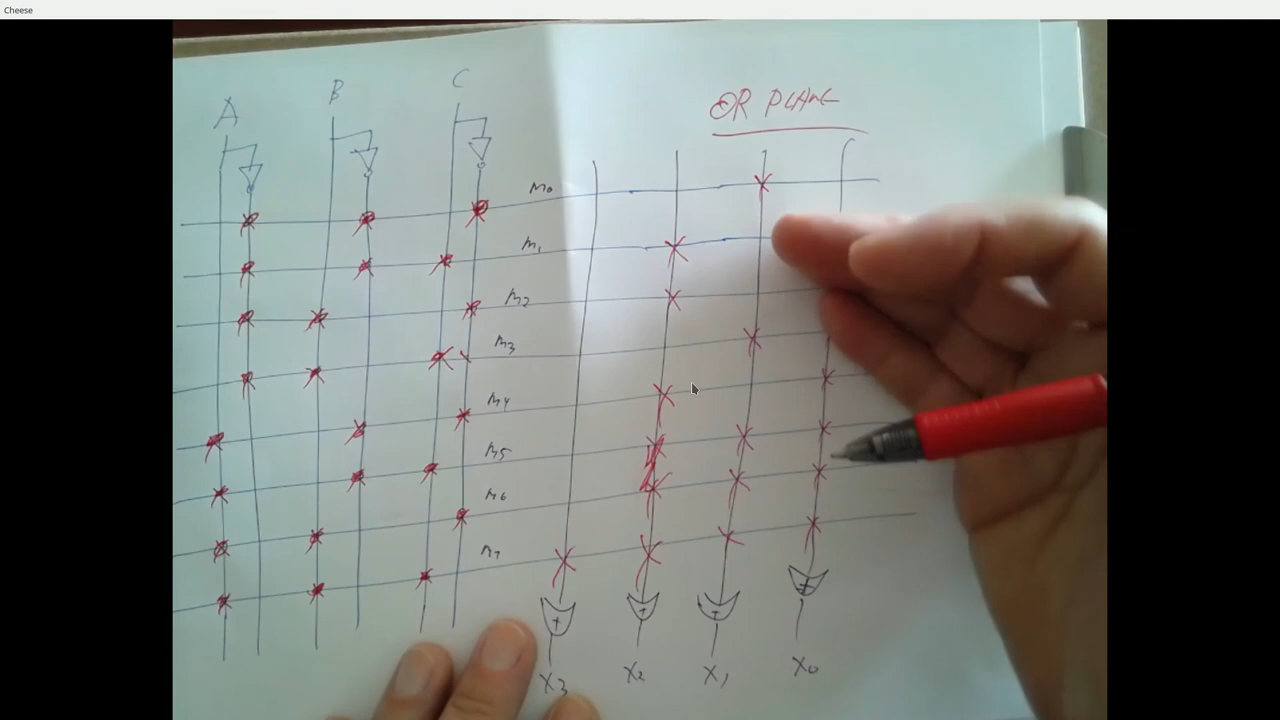 Cheese
A B C
OR PLANE
M0
M1
M2
M3
M4
M5
M6
M7
+ + + +
X3 X2 X1 X0